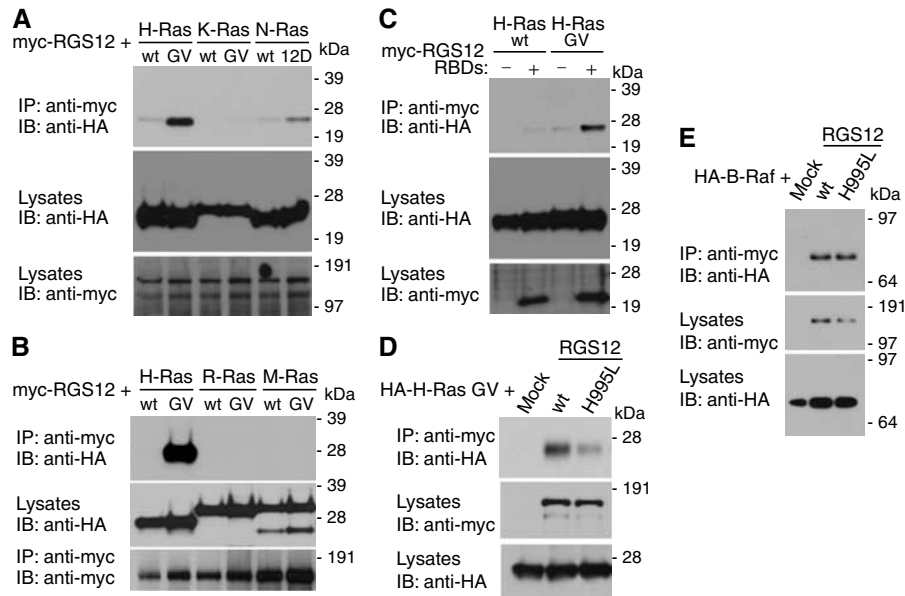 A
H-Ras K-Ras N-Ras
myc-RGS12 +
wt GV wt GV wt 12D kDa
IP: anti-myc
IB: anti-HA
- 39
- 28
- 19
Lysates
IB: anti-HA
- 39
- 28
- 19
Lysates
IB: anti-myc
- 191
- 97
B
H-Ras R-Ras M-Ras
myc-RGS12 +
wt GV wt GV wt GV kDa
IP: anti-myc
IB: anti-HA
- 39
- 28
Lysates
IB: anti-HA
- 39
- 28
IP: anti-myc
IB: anti-myc
- 191
C
H-Ras H-Ras
wt GV
myc-RGS12
RBDs: – + – + kDa
IP: anti-myc
IB: anti-HA
- 39
- 28
- 19
Lysates
IB: anti-HA
- 39
- 28
- 19
Lysates
IB: anti-myc
- 28
- 19
D
RGS12
HA-H-Ras GV +
Mock wt H995L
kDa
IP: anti-myc
IB: anti-HA
- 28
Lysates
IB: anti-myc
- 191
Lysates
IB: anti-HA
- 28
E
RGS12
HA-B-Raf +
Mock wt H995L
kDa
IP: anti-myc
IB: anti-HA
- 97
- 64
Lysates
IB: anti-myc
- 191
- 97
Lysates
IB: anti-HA
- 97
- 64